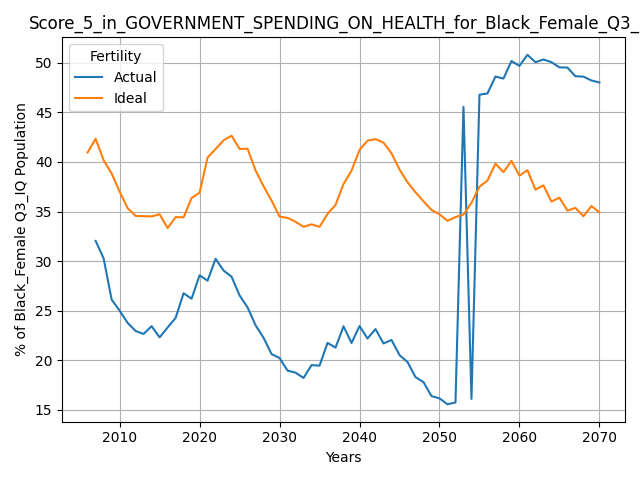 Score_5_in_GOVERNMENT_SPENDING_ON_HEALTH_for_Black_Female_Q3_
Fertility
Actual
Ideal
% of Black_Female Q3_IQ Population
50
45
40
35
30
25
20
15
2010 2020 2030 2040 2050 2060 2070
Years